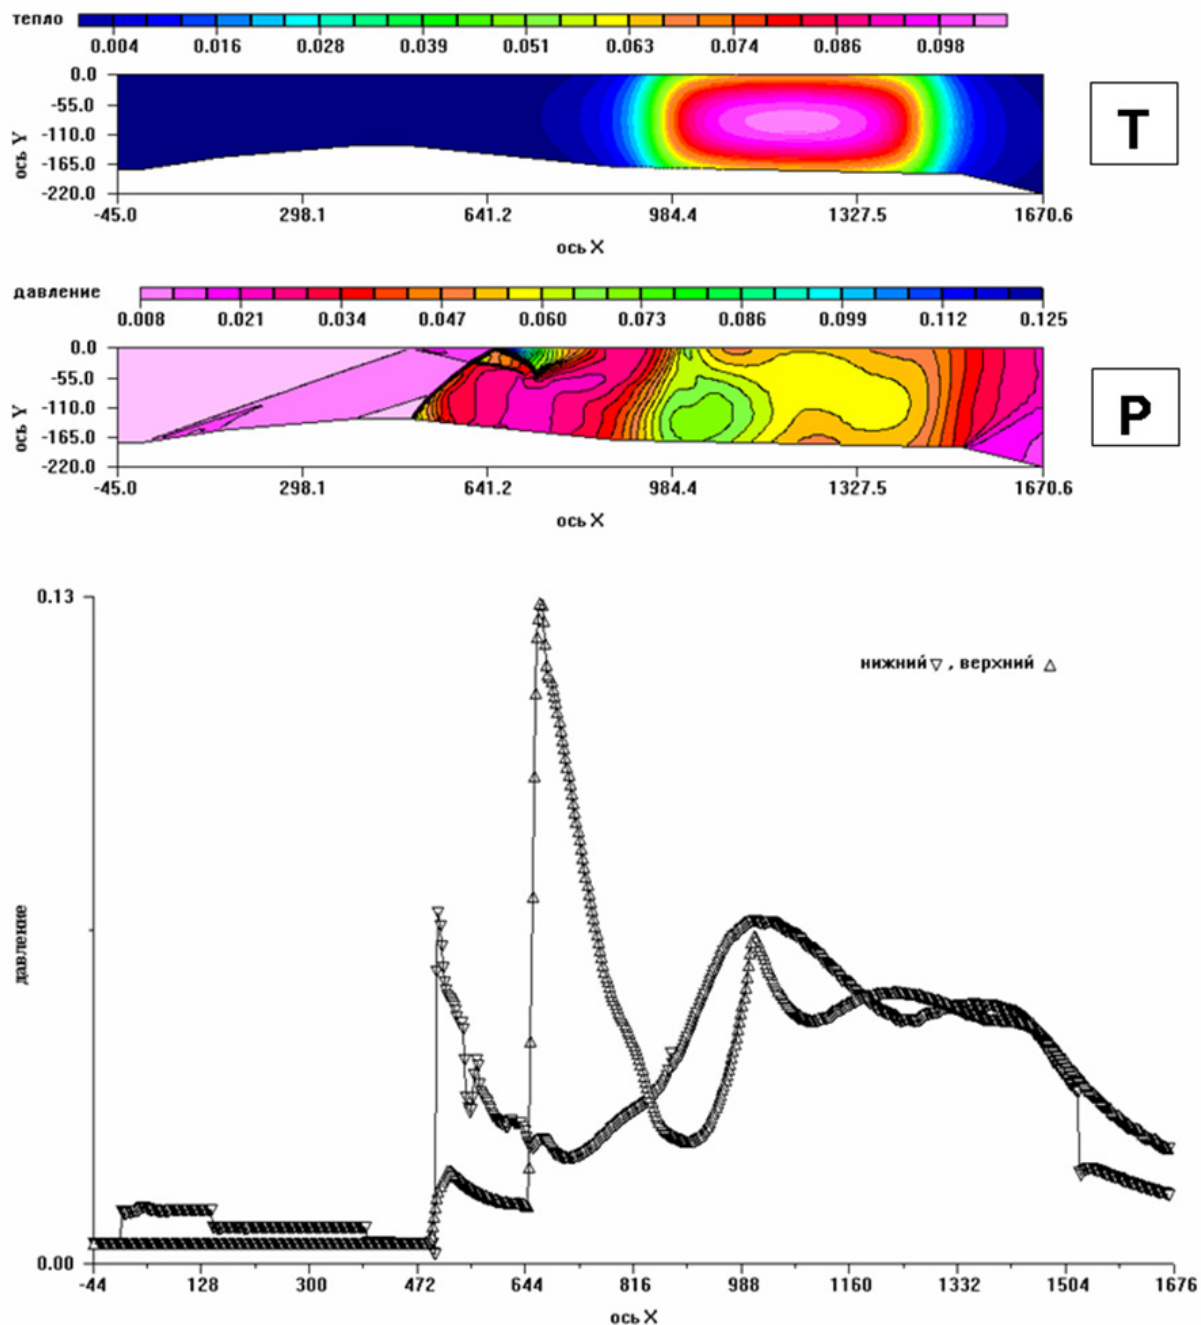 тепло
0.004 0.016 0.028 0.039 0.051 0.063 0.074 0.086 0.098
0.0
-55.0
-110.0
-165.0
-220.0
ось Y
-45.0 298.1 641.2 984.4 1327.5 1670.6
ось X
T
давление
0.008 0.021 0.034 0.047 0.060 0.073 0.086 0.099 0.112 0.125
0.0
-55.0
-110.0
-165.0
-220.0
ось Y
-45.0 298.1 641.2 984.4 1327.5 1670.6
ось X
P
0.13
нижний ▽ , верхний △
давление
0.00
-44 128 300 472 644 816 988 1160 1332 1504 1676
ось X